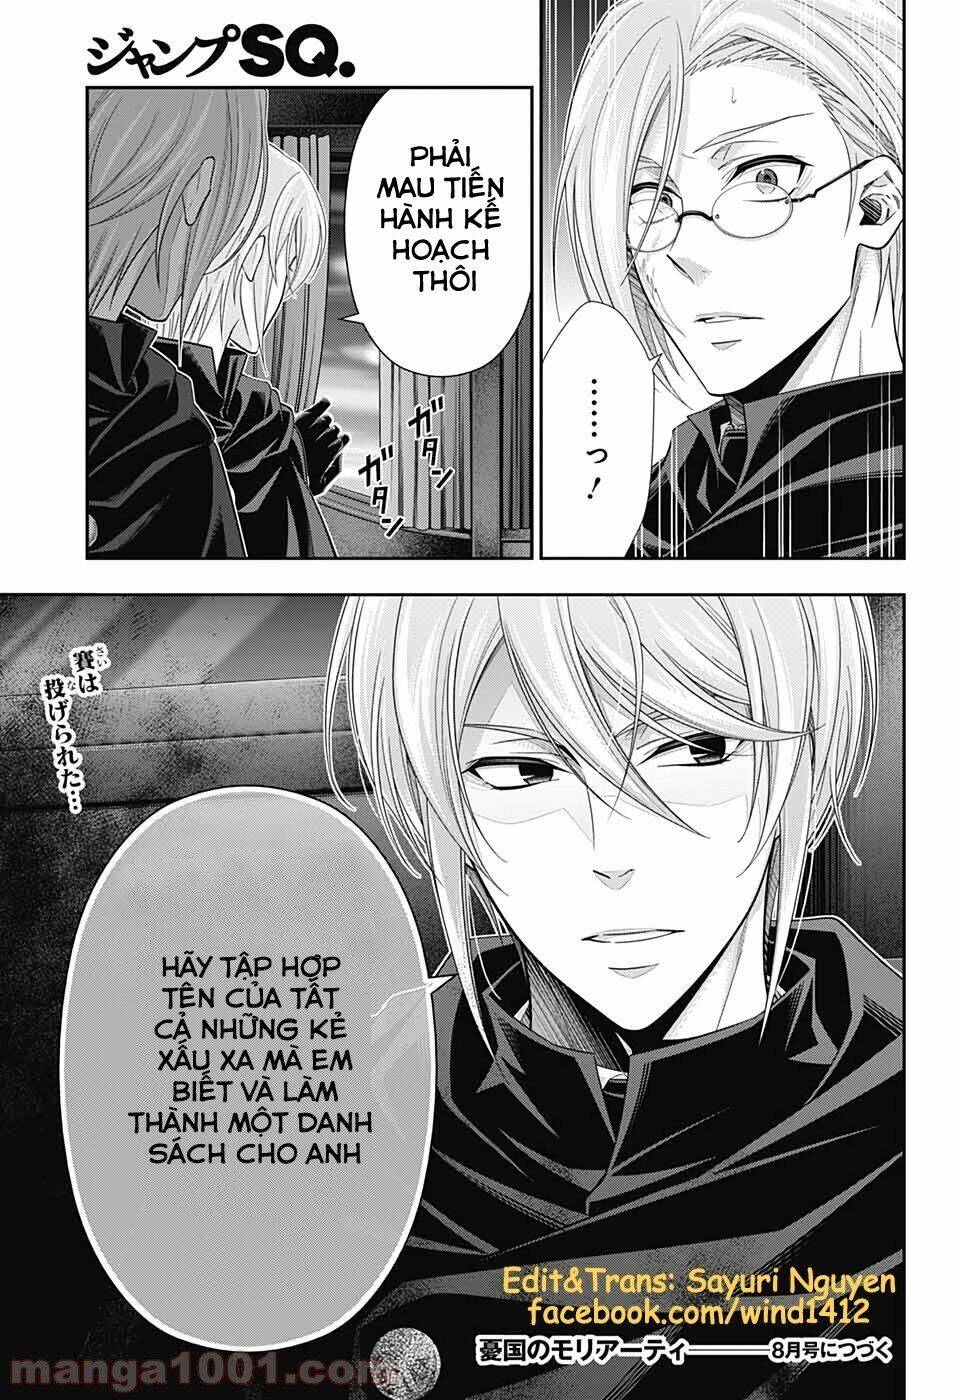 ジャンプSQ.
……っ!
PHẢI
MAU TIẾN
HÀNH KẾ
HOẠCH
THÔI
ガタン
ガタン
賽は
さい
投げられた…
な
HÃY TẬP HỢP
TÊN CỦA TẤT
CẢ NHỮNG KẺ
XẤU XA MÀ EM
BIẾT VÀ LÀM
THÀNH MỘT DANH
SÁCH CHO ANH
Edit&Trans: Sayuri Nguyen
facebook.com/wind1412
憂国のモリアーティ———8月号につづく
manga1001.com